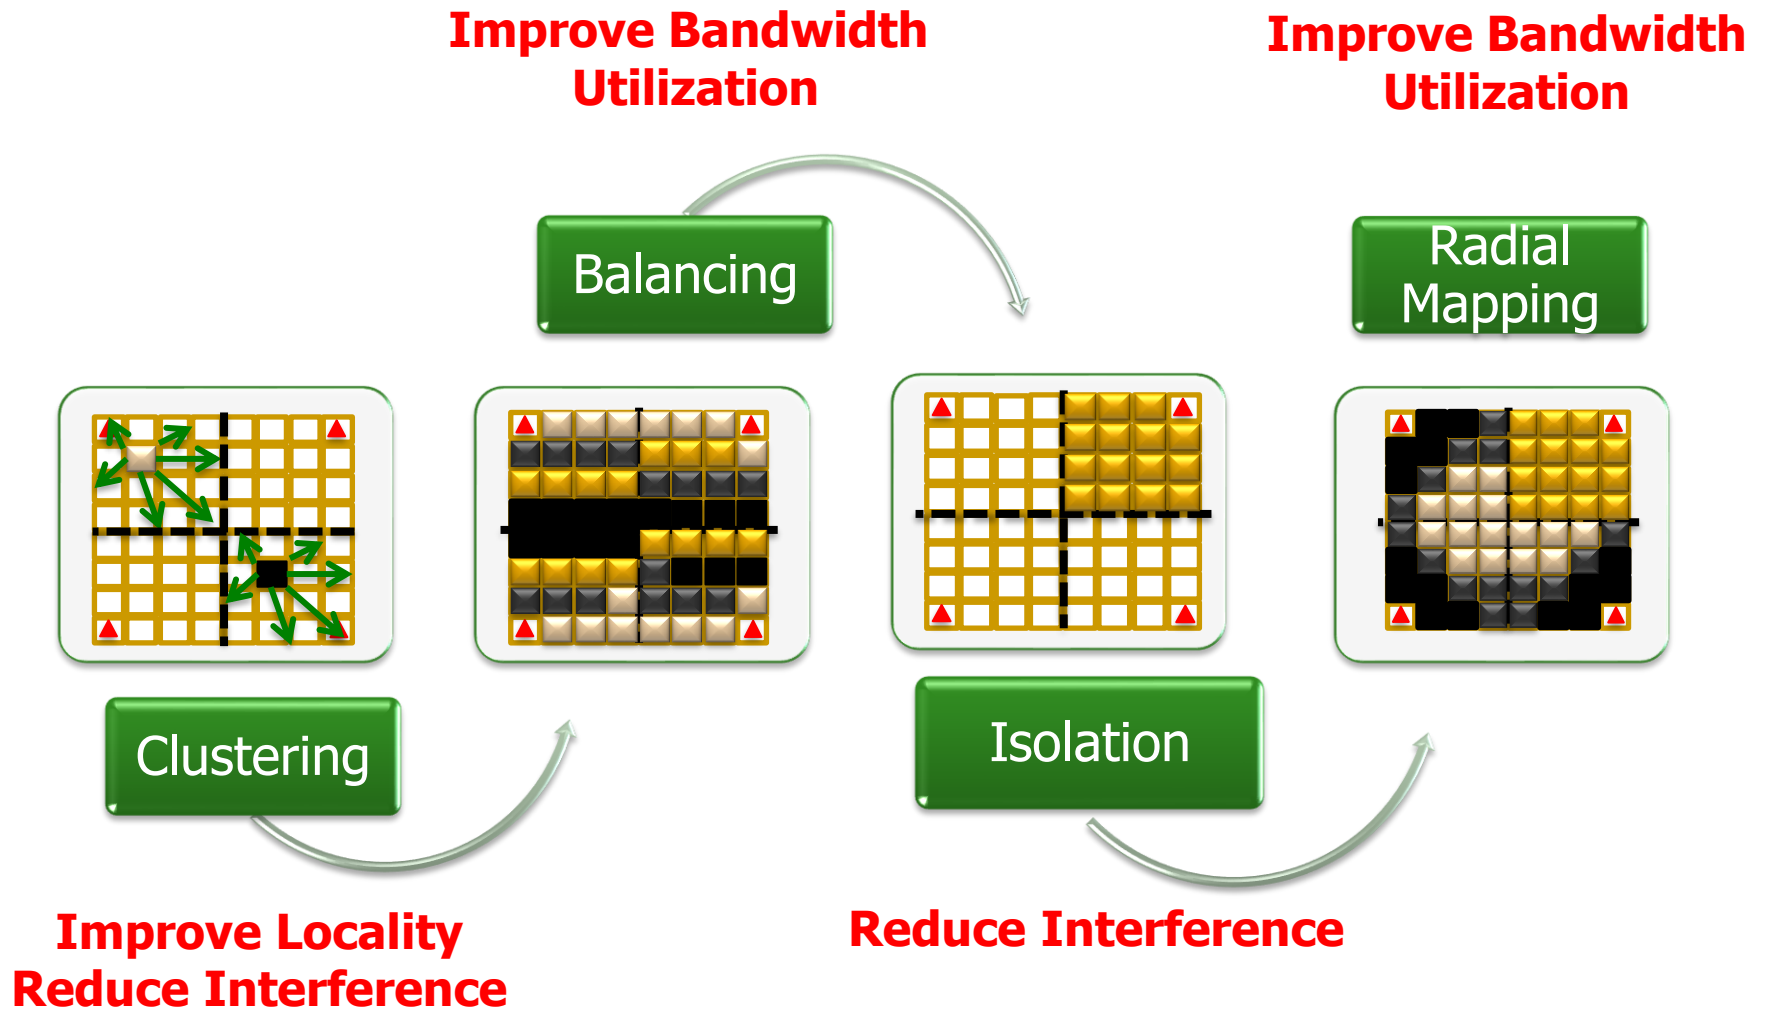 Improve Bandwidth
Utilization
Improve Bandwidth
Utilization
Balancing
Radial
Mapping
Clustering
Isolation
Improve Locality
Reduce Interference
Reduce Interference